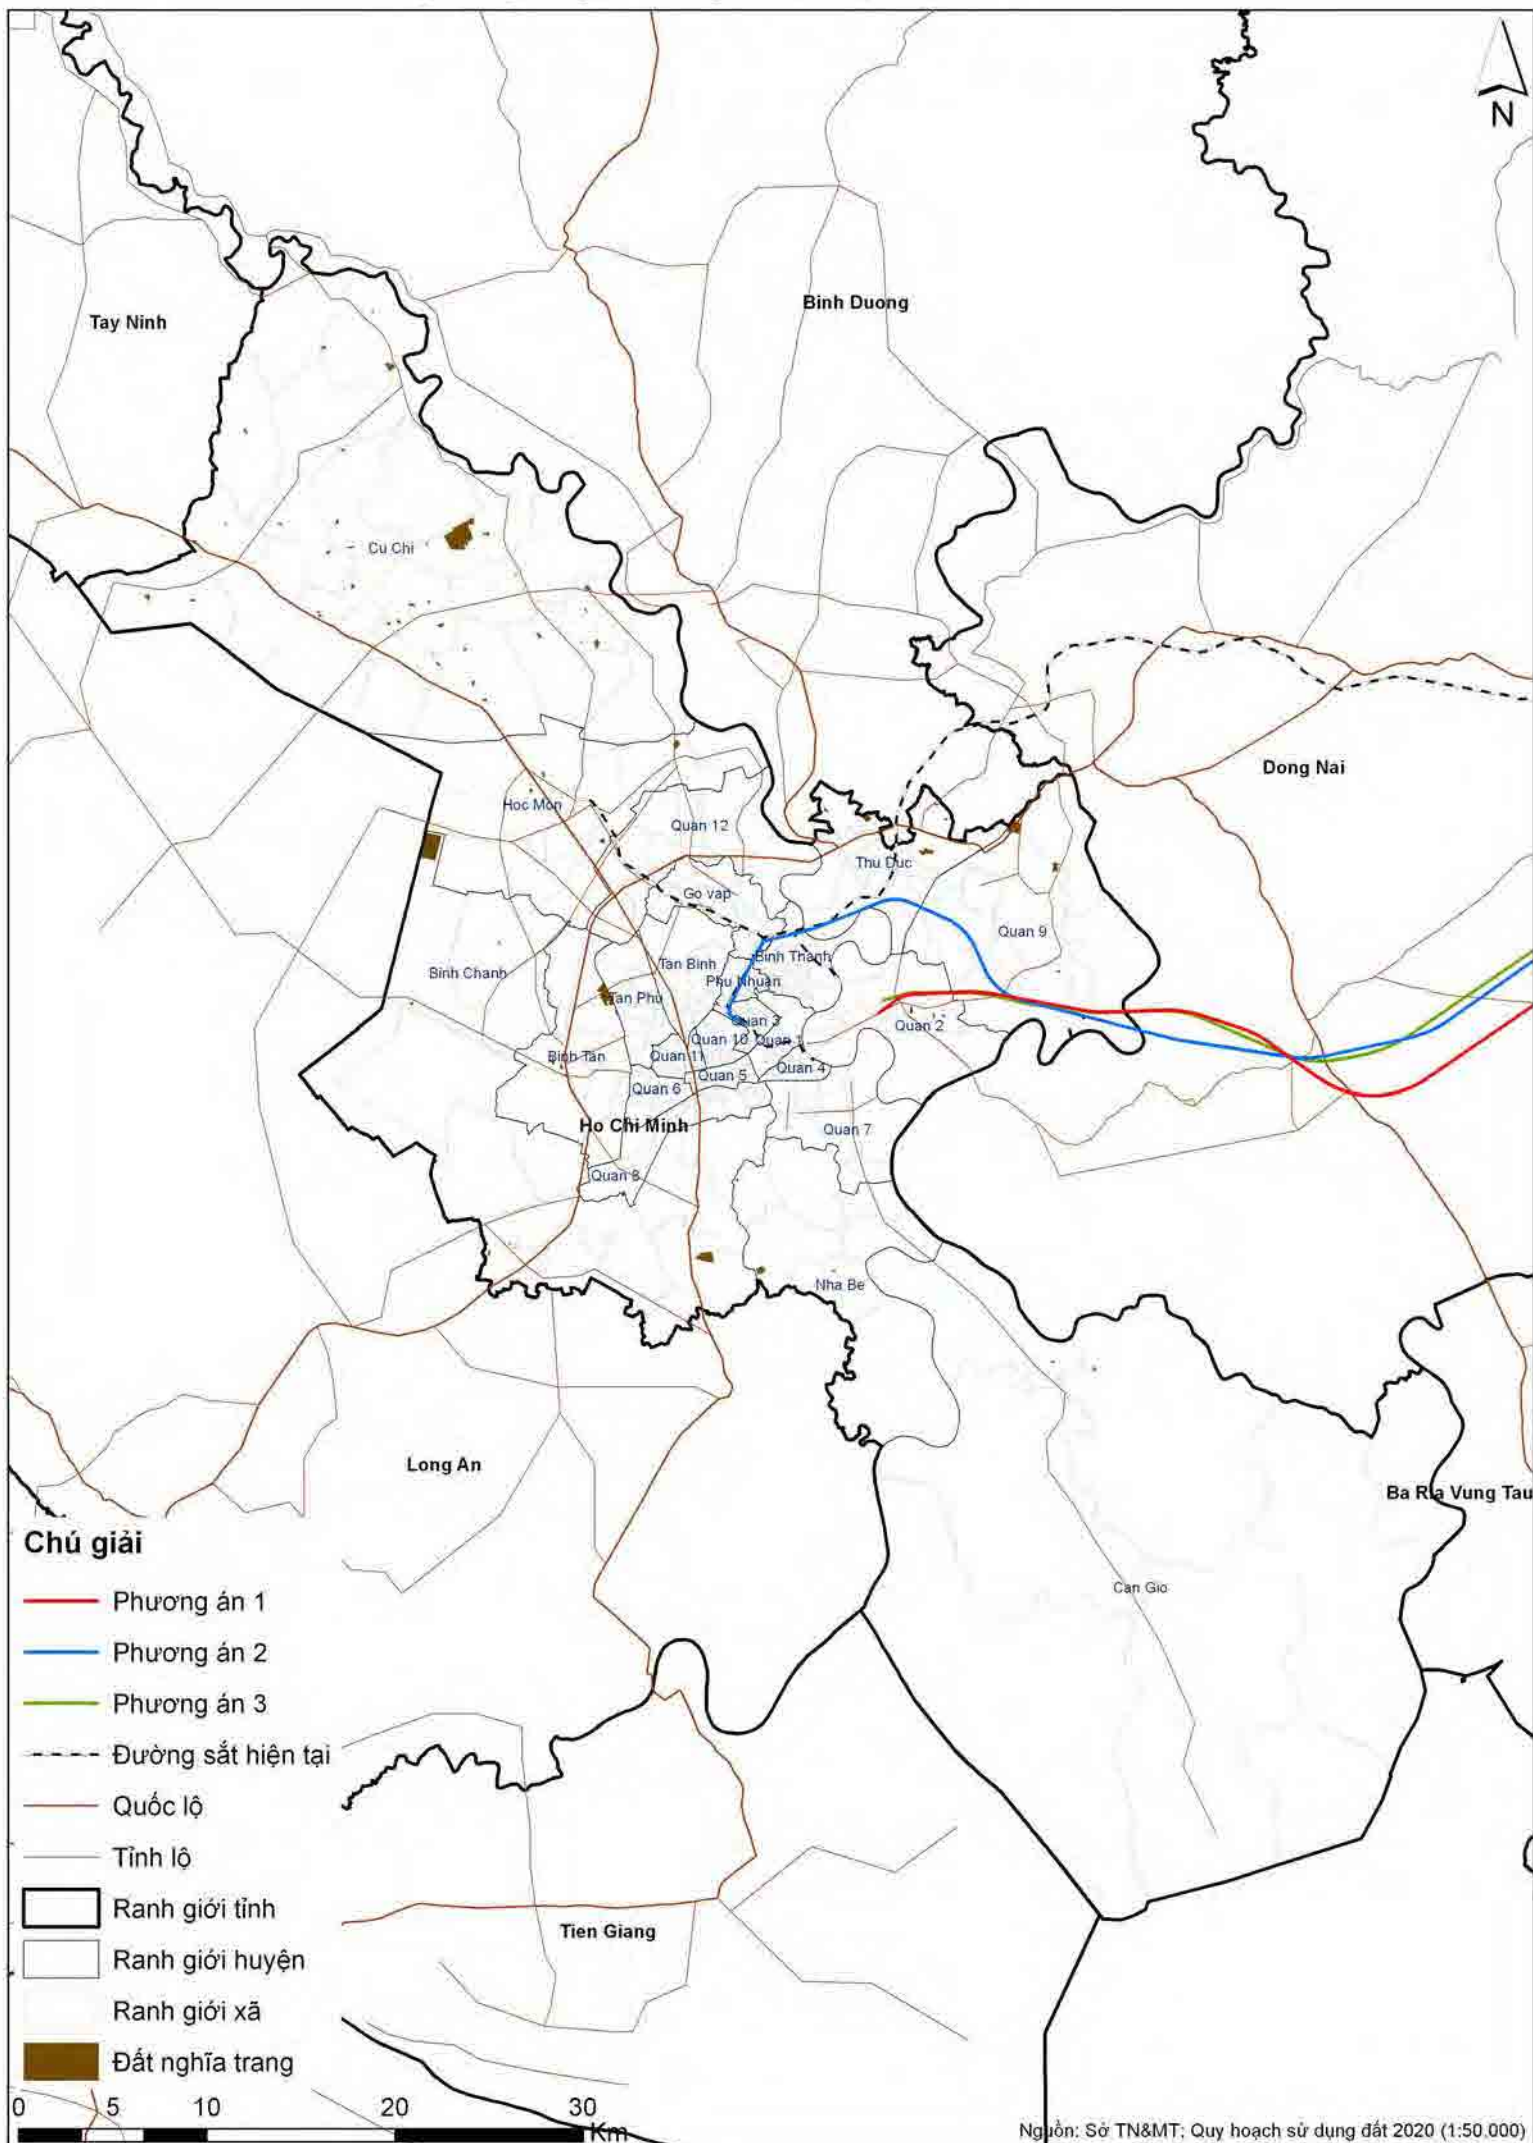 N
Binh Duong
Tay Ninh
Cu Chi
Dong Nai
Hoc Mon
Quan 12
Thu Duc
Go vap
Quan 9
Binh Thanh
Tan Binh
Binh Chanh
Phu Nhuan
Tan Phu
Quan 3
Quan 2
Quan 10
Quan 1
Binh Tan
Quan 11
Quan 4
Quan 5
Quan 6
Ho Chi Minh
Quan 7
Quan 8
Nha Be
Long An
Ba Ria Vung Tau
Can Gio
Tien Giang
Chú giải
Phương án 1
Phương án 2
Phương án 3
Đường sắt hiện tại
Quốc lộ
Tỉnh lộ
Ranh giới tỉnh
Ranh giới huyện
Ranh giới xã
Đất nghĩa trang
0 5 10 20 30
Km
Nguồn: Sở TN&MT; Quy hoạch sử dụng đất 2020 (1:50.000)